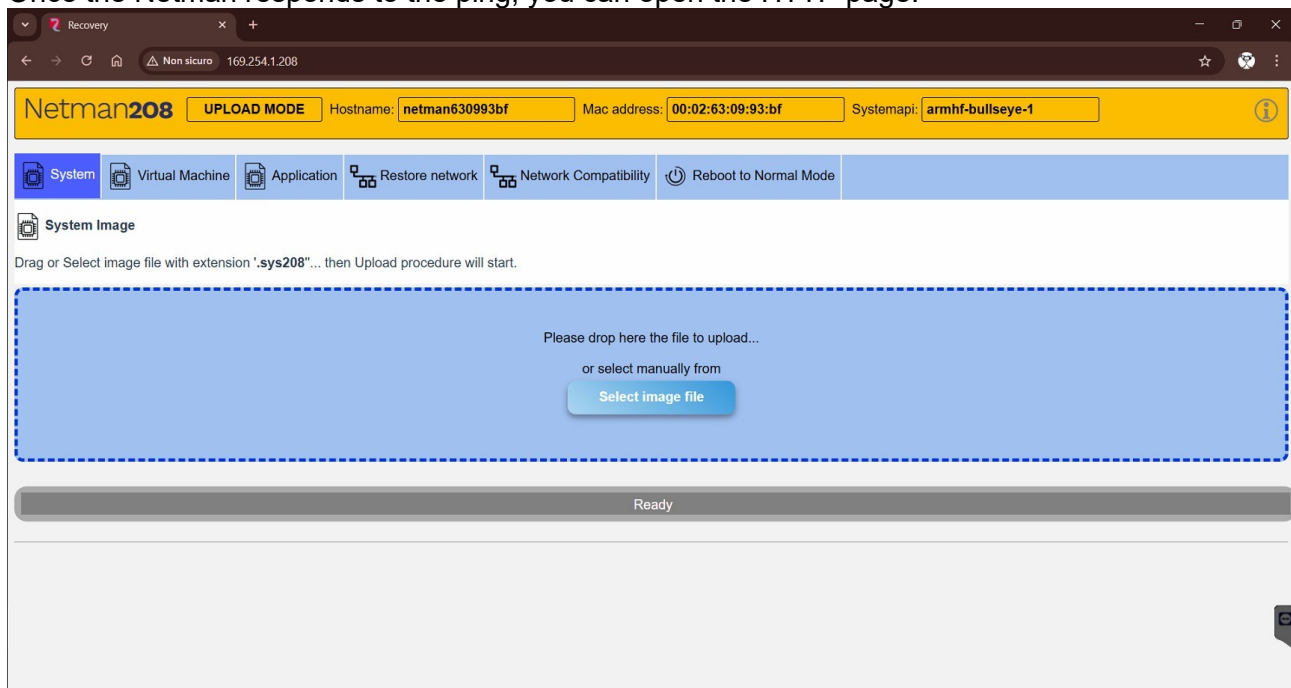 Once the Netman responds to the ping, you can open the HTTP page.
Recovery
Non sicuro 169.254.1.208
Netman208 UPLOAD MODE Hostname: netman630993bf Mac address: 00:02:63:09:93:bf Systemapi: armhf-bullseye-1
System Virtual Machine Application Restore network Network Compatibility Reboot to Normal Mode
System Image
Drag or Select image file with extension '.sys208"... then Upload procedure will start.
Please drop here the file to upload...
or select manually from
Select image file
Ready